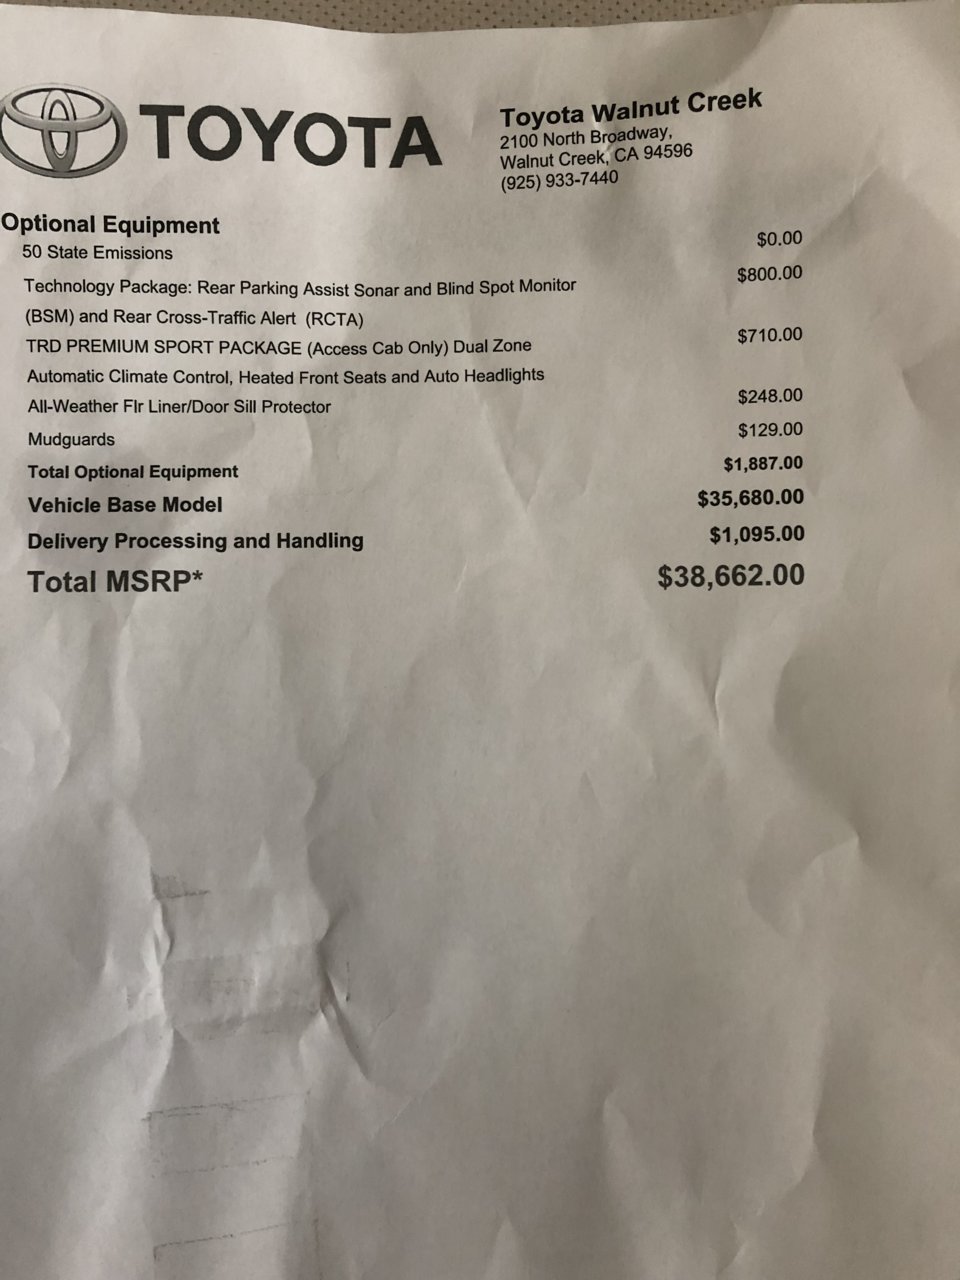 TOYOTA
Toyota Walnut Creek
2100 North Broadway,
Walnut Creek, CA 94596
(925) 933-7440
Optional Equipment
50 State Emissions $0.00
Technology Package: Rear Parking Assist Sonar and Blind Spot Monitor $800.00
(BSM) and Rear Cross-Traffic Alert (RCTA)
TRD PREMIUM SPORT PACKAGE (Access Cab Only) Dual Zone $710.00
Automatic Climate Control, Heated Front Seats and Auto Headlights
All-Weather Flr Liner/Door Sill Protector $248.00
Mudguards $129.00
Total Optional Equipment $1,887.00
Vehicle Base Model $35,680.00
Delivery Processing and Handling $1,095.00
Total MSRP* $38,662.00